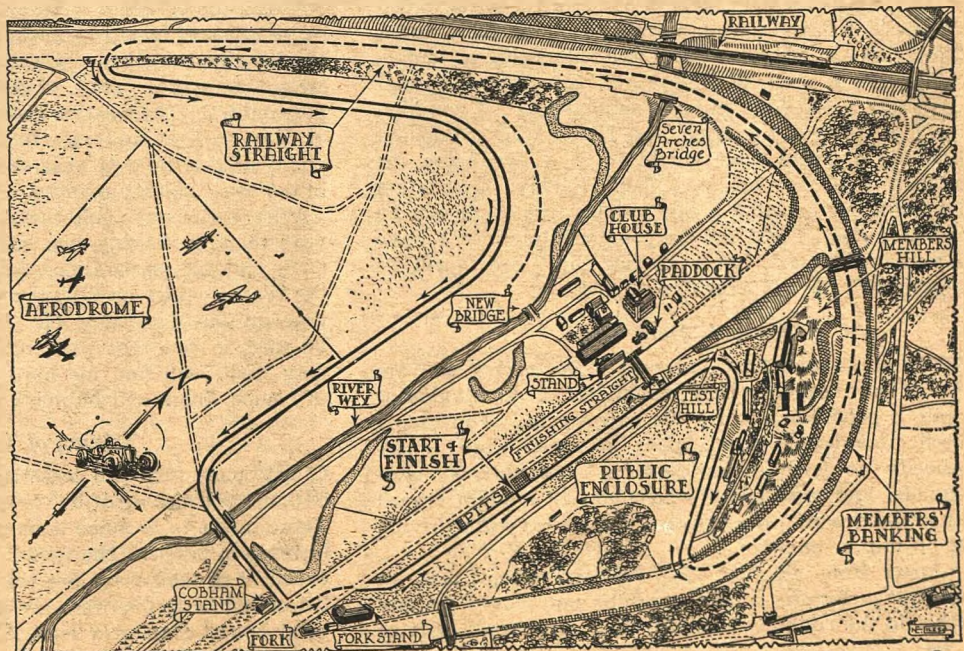 RAILWAY
RAILWAY
STRAIGHT
Seven
Arches
Bridge
CLUB
HOUSE
MEMBERS
HILL
PADDOCK
AERODROME
NEW
BRIDGE
N
RIVER
WEY
STAND
TEST
HILL
FINISHING STRAIGHT
START &
FINISH
PUBLIC
ENCLOSURE
PITS
MEMBERS'
BANKING
COBHAM
STAND
FORK
FORK STAND